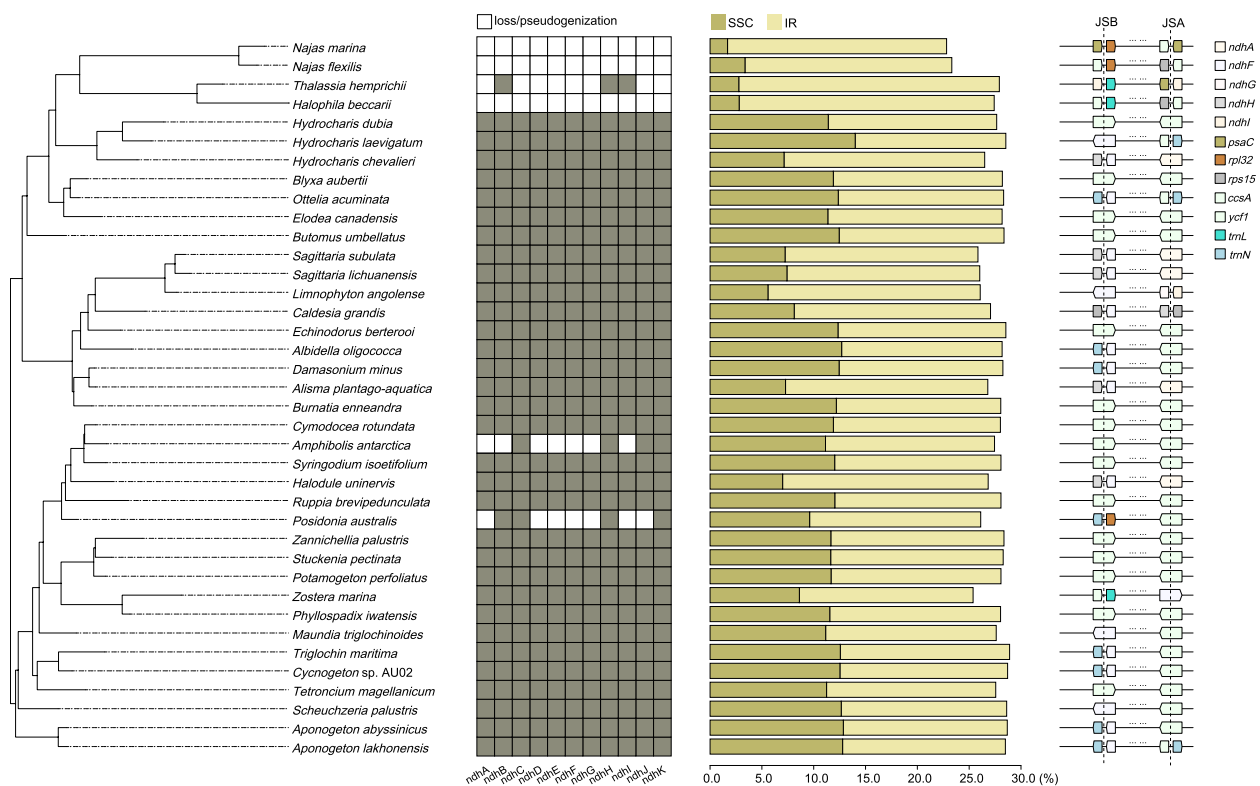 loss/pseudogenization
SSC
IR
JSB
JSA
Najas marina
Najas flexilis
Thalassia hemprichii
Halophila beccarii
Hydrocharis dubia
Hydrocharis laevigatum
Hydrocharis chevalieri
Blyxa aubertii
Ottelia acuminata
Elodea canadensis
Butomus umbellatus
Sagittaria subulata
Sagittaria lichuanensis
Limnophyton angolense
Caldesia grandis
Echinodorus berterooi
Albidella oligococca
Damasonium minus
Alisma plantago-aquatica
Burnatia enneandra
Cymodocea rotundata
Amphibolis antarctica
Syringodium isoetifolium
Halodule uninervis
Ruppia brevipedunculata
Posidonia australis
Zannichellia palustris
Stuckenia pectinata
Potamogeton perfoliatus
Zostera marina
Phyllospadix iwatensis
Maundia triglochinoides
Triglochin maritima
Cycnogeton sp. AU02
Tetroncium magellanicum
Scheuchzeria palustris
Aponogeton abyssinicus
Aponogeton lakhonensis
ndhA
ndhB
ndhC
ndhD
ndhE
ndhF
ndhG
ndhH
ndhI
ndhJ
ndhK
0.0 5.0 10.0 15.0 20.0 25.0 30.0 (%)
ndhA
ndhF
ndhG
ndhH
ndhI
psaC
rpl32
rps15
ccsA
ycf1
trnL
trnN